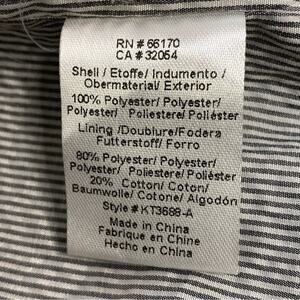 RN # 66170
CA # 32054
Shell / Etoffe/ Indumento /
Obermaterial/ Exterior
100% Polyester/ Polyester/
Polyester/ Poliestere/ Poliéster
Lining /Doublure/Fodera
Futterstoff/ Forro
80% Polyester/ Polyester/
Polyester/ Poliestere/ Poliéster
20% Cotton/ Coton/
Baumwolle/ Cotone/ Algodón
Style # KT3688-A
Made in China
Fabrique en Chine
Hecho en China